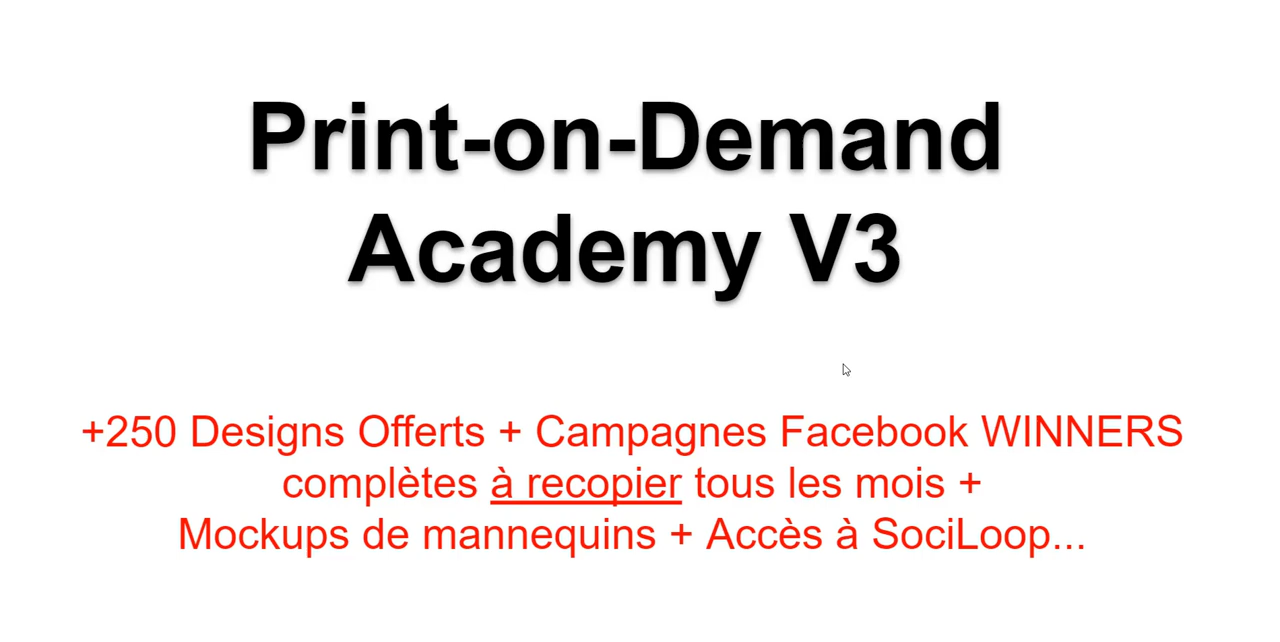 Print-on-Demand
Academy V3
+250 Designs Offerts + Campagnes Facebook WINNERS
complètes à recopier tous les mois +
Mockups de mannequins + Accès à SociLoop...